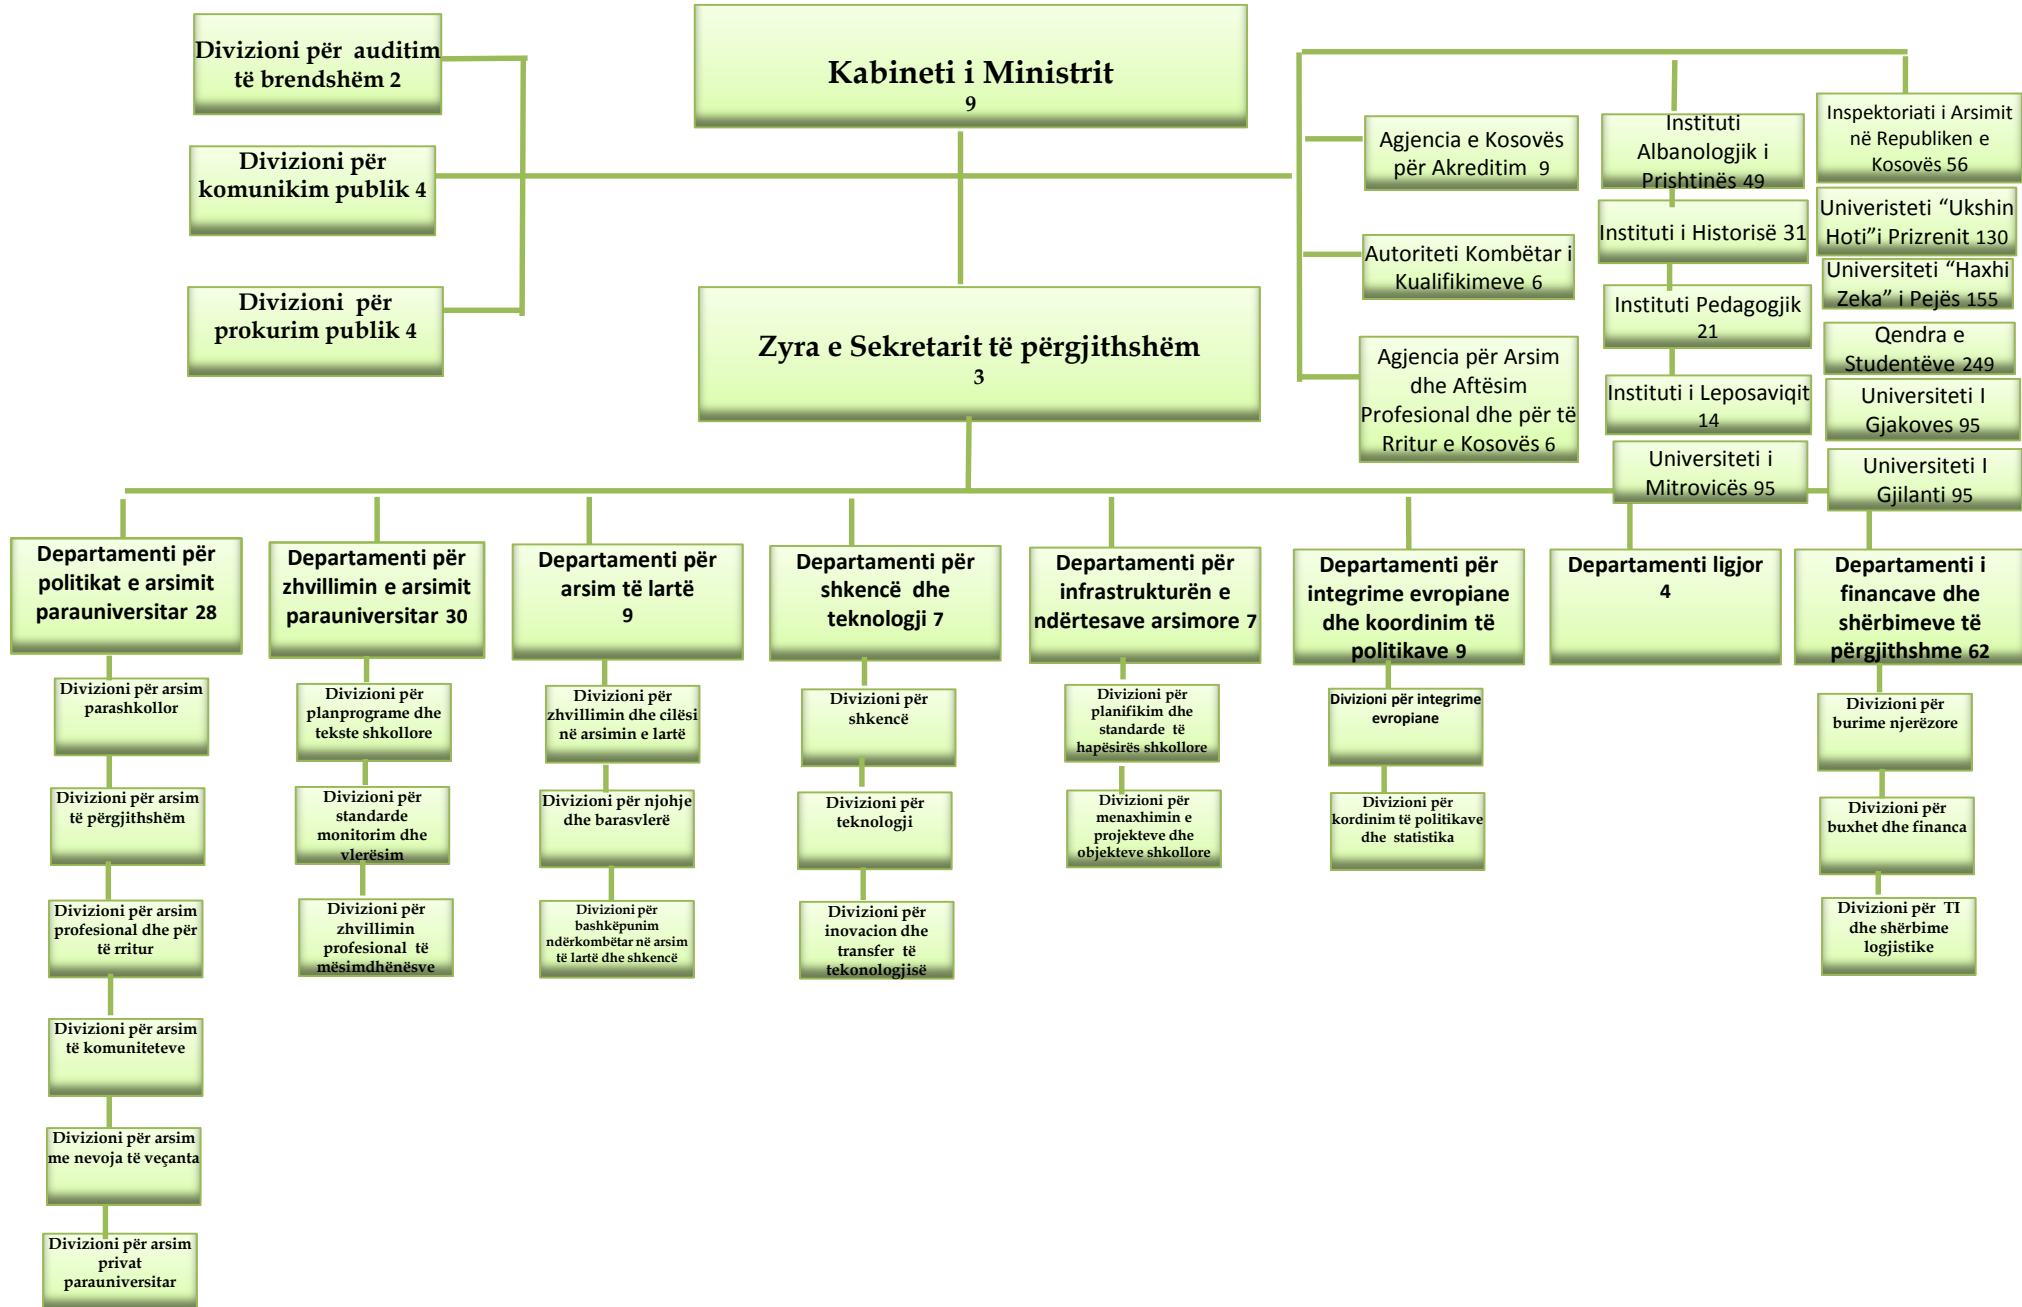 Divizioni për auditim
të brendshëm 2
Divizioni për
komunikim publik 4
Divizioni për
prokurim publik 4
Kabineti i Ministrit
9
Zyra e Sekretarit të përgjithshëm
3
Agjencia e Kosovës
për Akreditim 9
Autoriteti Kombëtar i
Kualifikimeve 6
Agjencia për Arsim
dhe Aftësim
Profesional dhe për të
Rritur e Kosovës 6
Instituti
Albanologjik i
Prishtinës 49
Instituti i Historisë 31
Instituti Pedagogjik
21
Instituti i Leposaviqit
14
Universiteti i
Mitrovicës 95
Inspektoriati i Arsimit
në Republiken e
Kosovës 56
Univeristeti “Ukshin
Hoti”i Prizrenit 130
Universiteti “Haxhi
Zeka” i Pejës 155
Qendra e
Studentëve 249
Universiteti I
Gjakoves 95
Universiteti I
Gjilanti 95
Departamenti për
politikat e arsimit
parauniversitar 28
Divizioni për arsim
parashkollor
Divizioni për arsim
të përgjithshëm
Divizioni për arsim
profesional dhe për
të rritur
Divizioni për arsim
të komuniteteve
Divizioni për arsim
me nevoja të veçanta
Divizioni për arsim
privat
parauniversitar
Departamenti për
zhvillimin e arsimit
parauniversitar 30
Divizioni për
planprograme dhe
tekste shkollore
Divizioni për
standarde
monitorim dhe
vlerësim
Divizioni për
zhvillimin
profesional të
mësimdhënësve
Departamenti për
arsim të lartë
9
Divizioni për
zhvillimin dhe cilësi
në arsimin e lartë
Divizioni për njohje
dhe barasvlerë
Divizioni për
bashkëpunim
ndërkombëtar në arsim
të lartë dhe shkencë
Departamenti për
shkencë dhe
teknologji 7
Divizioni për
shkencë
Divizioni për
teknologji
Divizioni për
inovacion dhe
transfer të
tekonologjisë
Departamenti për
infrastrukturën e
ndërtesave arsimore 7
Divizioni për
planifikim dhe
standarde të
hapësirës shkollore
Divizioni për
menaxhimin e
projekteve dhe
objekteve shkollore
Departamenti për
integrime evropiane
dhe koordinim të
politikave 9
Divizioni për integrime
evropiane
Divizioni për
kordinim të politikave
dhe statistika
Departamenti ligjor
4
Departamenti i
financave dhe
shërbimeve të
përgjithshme 62
Divizioni për
burime njerëzore
Divizioni për
buxhet dhe financa
Divizioni për TI
dhe shërbime
logjistike